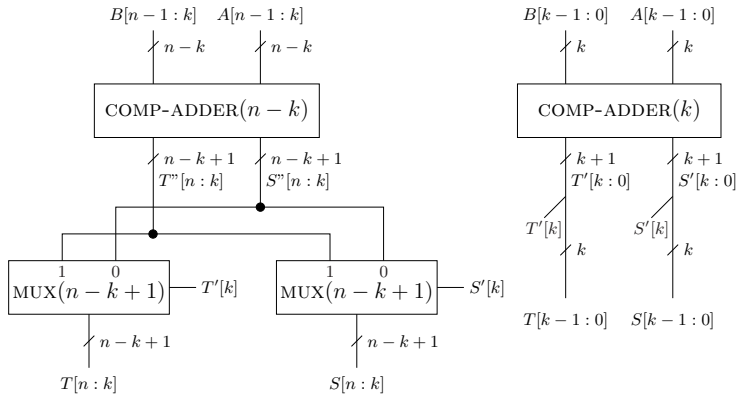 B[n − 1 : k] A[n − 1 : k] B[k − 1 : 0] A[k − 1 : 0]
n − k n − k k k
COMP-ADDER(n − k) COMP-ADDER(k)
n − k + 1 n − k + 1 k + 1 k + 1
T”[n : k] S”[n : k] T′[k : 0] S′[k : 0]
T′[k] S′[k]
k k
1 0 1 0
MUX(n − k + 1) T′[k] MUX(n − k + 1) S′[k]
T[k − 1 : 0] S[k − 1 : 0]
n − k + 1 n − k + 1
T[n : k] S[n : k]